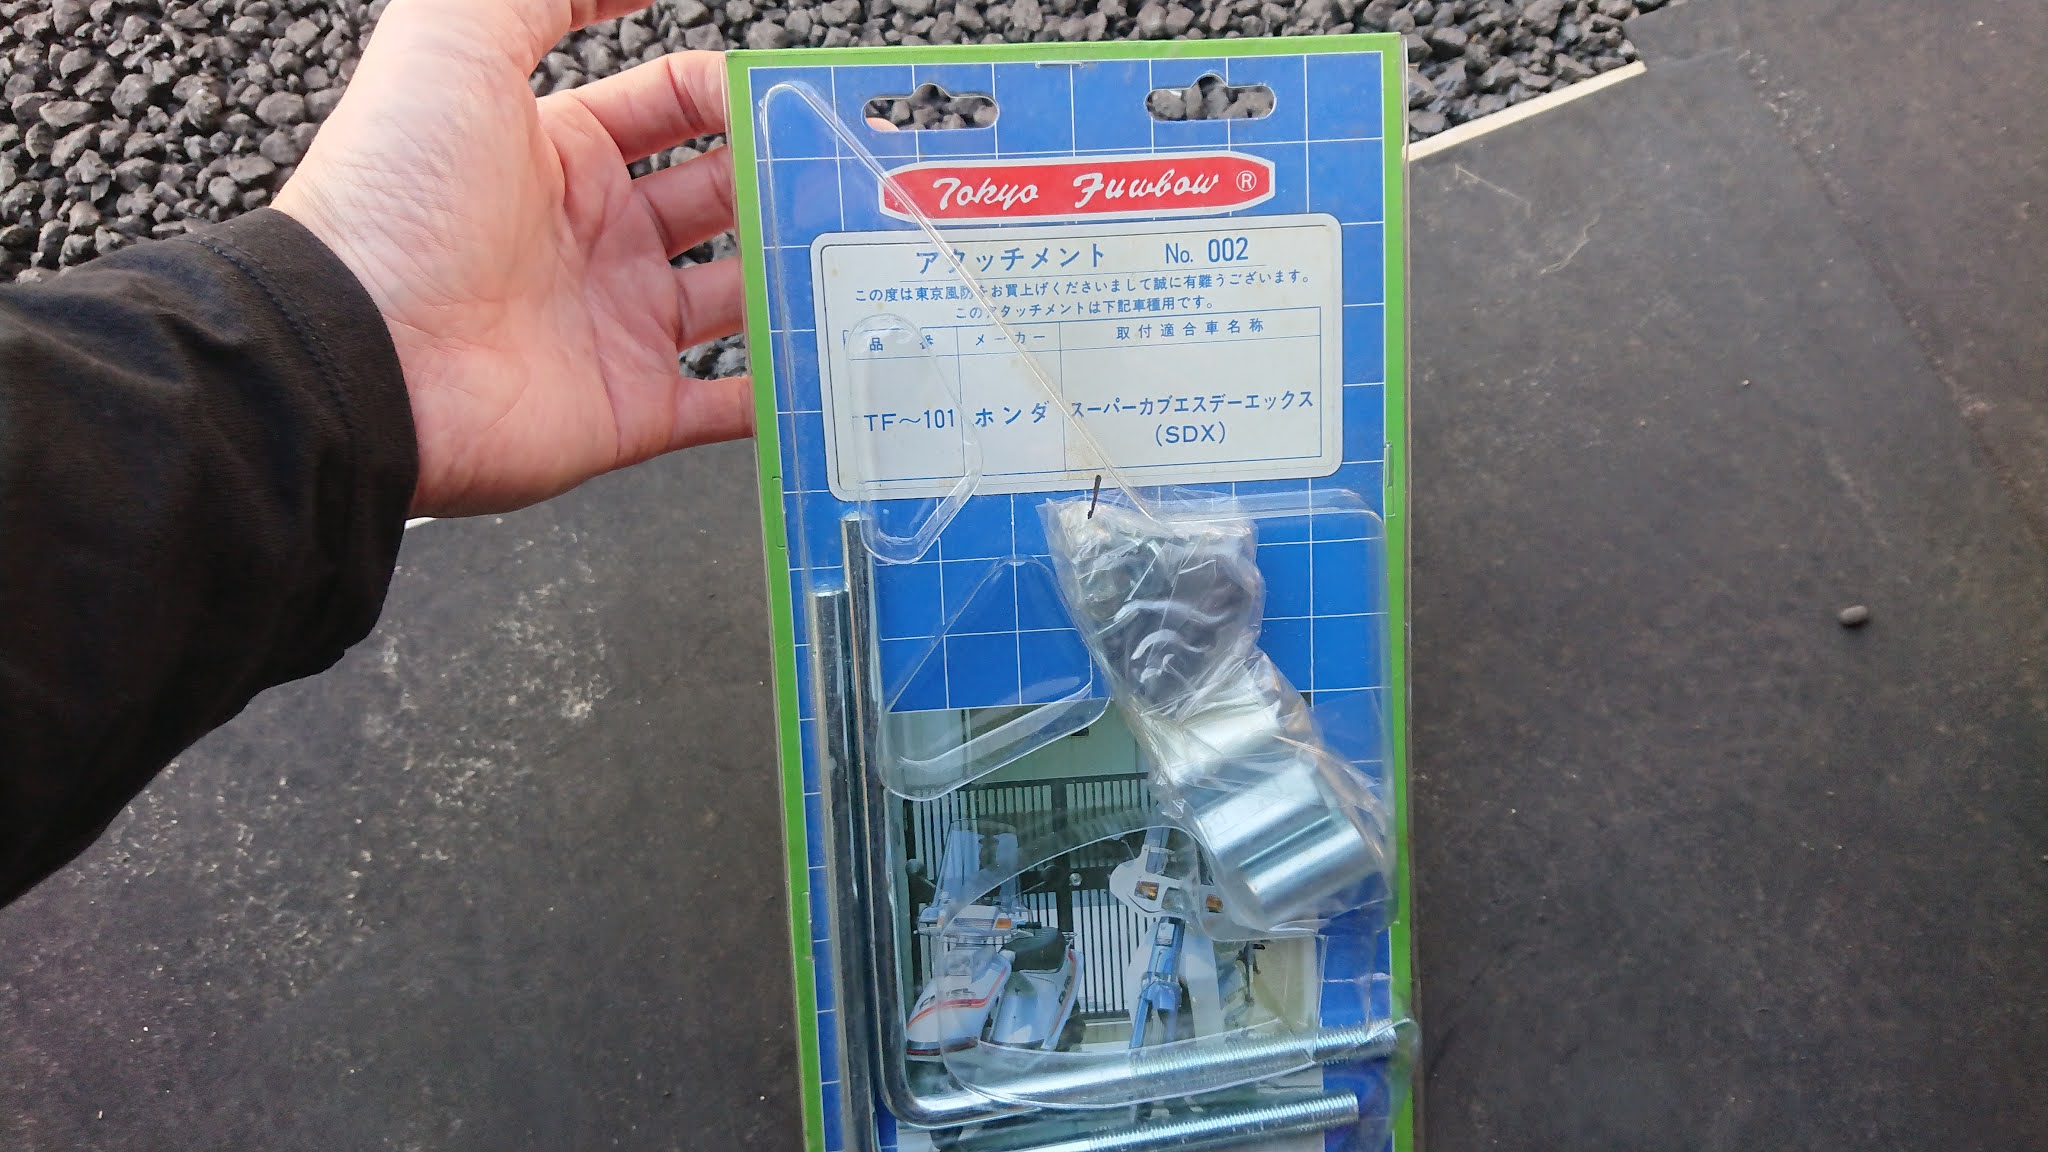 Tokyo Fuwbow ®
アタッチメント No. 002
この度は東京風防をお買上げくださいまして誠に有難うございます。
このアタッチメントは下記車種用です。
品 番 メーカー 取付適合車名称
TF～101 ホンダ スーパーカブエスデーエックス
(SDX)